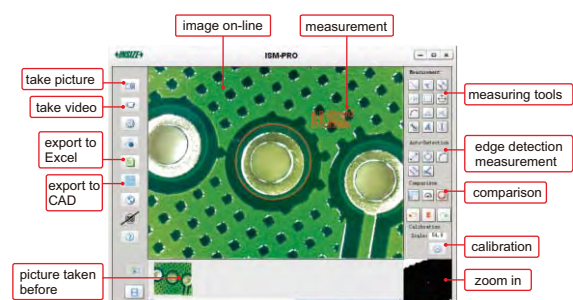 image on-line
measurement
INSIZE
ISM-PRO
take picture
take video
export to
Excel
export to
CAD
picture taken
before
Measurement
measuring tools
Auto-Detection
edge detection
measurement
Comparison
comparison
Calibration
Scale:
calibration
zoom in